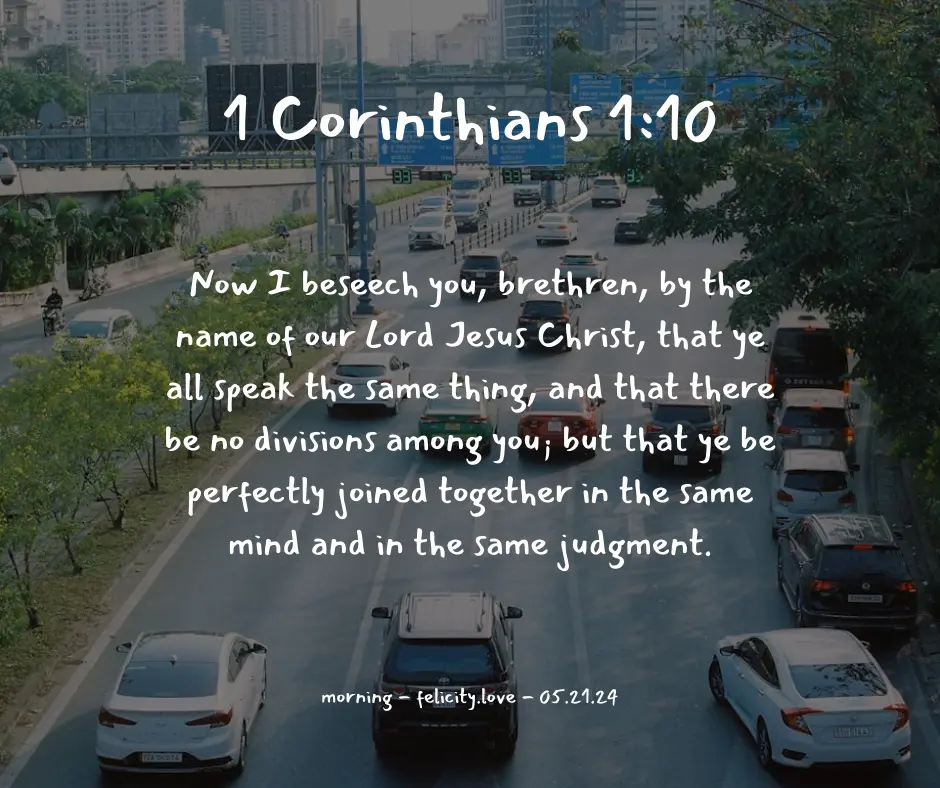 1 Corinthians 1:10
33
33
Now I beseech you, brethren, by the
name of our Lord Jesus Christ, that ye
all speak the same thing, and that there
be no divisions among you; but that ye be
perfectly joined together in the same
mind and in the same judgment.
morning - felicity.love - 05.21.24